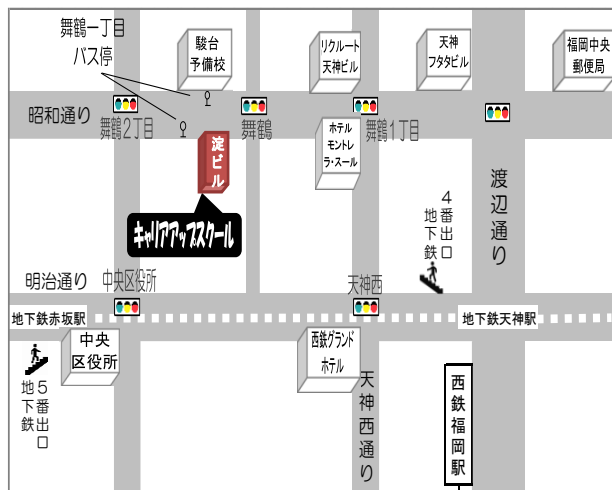 舞鶴一丁目
バス停
駿台
予備校
リクルート
天神ビル
天神
フタタビル
福岡中央
郵便局
昭和通り
舞鶴2丁目
舞鶴
舞鶴1丁目
淀ビル
ホテル
モントレ
ラ・スール
渡辺通り
キャリアアップスクール
4番出口
地下鉄
明治通り
中央区役所
天神西
地下鉄赤坂駅
地下鉄天神駅
中央
区役所
西鉄グランド
ホテル
5番出口
地下鉄
天神西通り
西鉄福岡駅